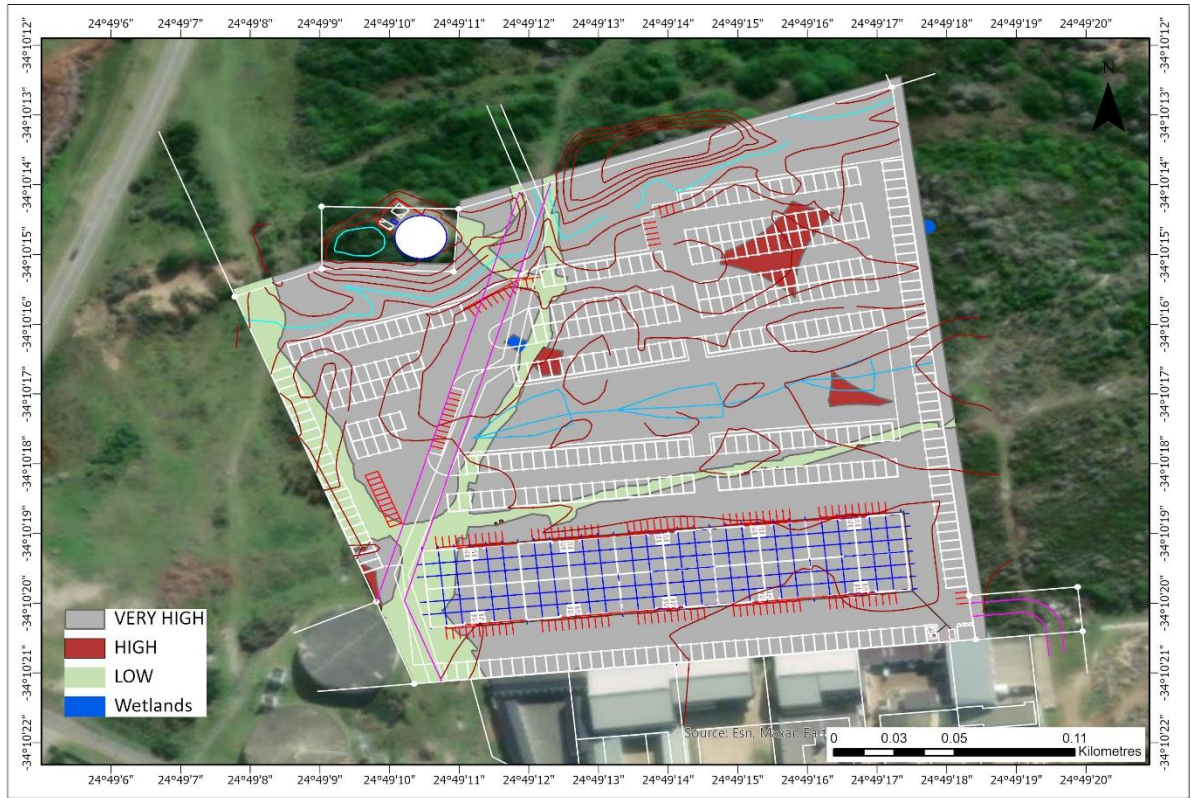 24°49'6" 24°49'7" 24°49'8" 24°49'9" 24°49'10" 24°49'11" 24°49'12" 24°49'13" 24°49'14" 24°49'15" 24°49'16" 24°49'17" 24°49'18" 24°49'19" 24°49'20"
-34°10'12" -34°10'12"
N
-34°10'13" -34°10'13"
-34°10'14" -34°10'14"
-34°10'15" -34°10'15"
-34°10'16" -34°10'16"
-34°10'17" -34°10'17"
-34°10'18" -34°10'18"
-34°10'19" -34°10'19"
-34°10'20" -34°10'20"
VERY HIGH
HIGH
LOW
Wetlands
-34°10'21" -34°10'21"
Source: Esri, Maxar, Eart
0 0.03 0.05 0.11
Kilometres
-34°10'22" -34°10'22"
24°49'6" 24°49'7" 24°49'8" 24°49'9" 24°49'10" 24°49'11" 24°49'12" 24°49'13" 24°49'14" 24°49'15" 24°49'16" 24°49'17" 24°49'18" 24°49'19" 24°49'20"